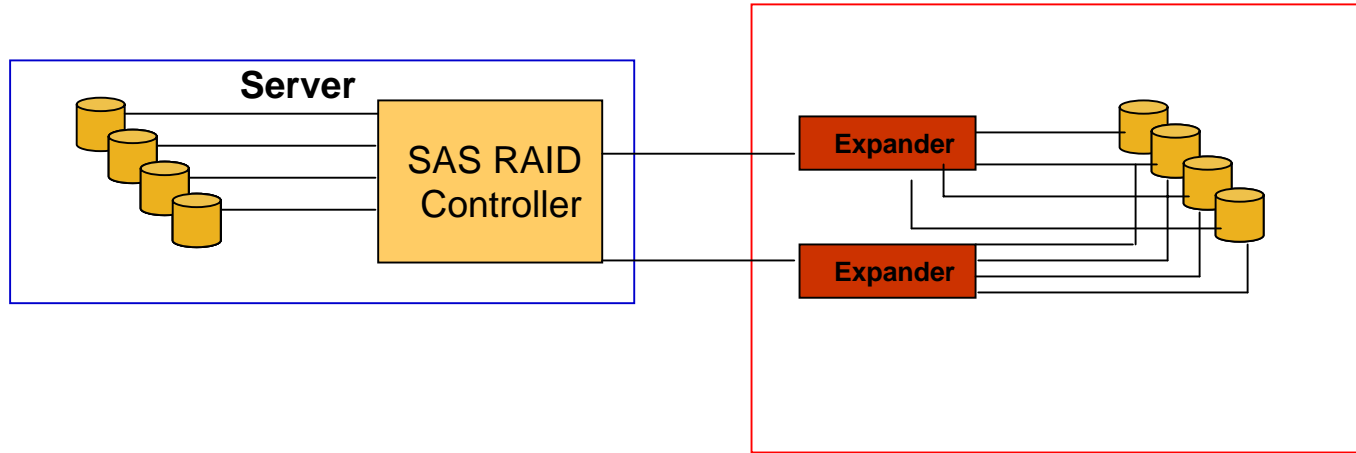 Server
SAS RAID
Controller
Expander
Expander